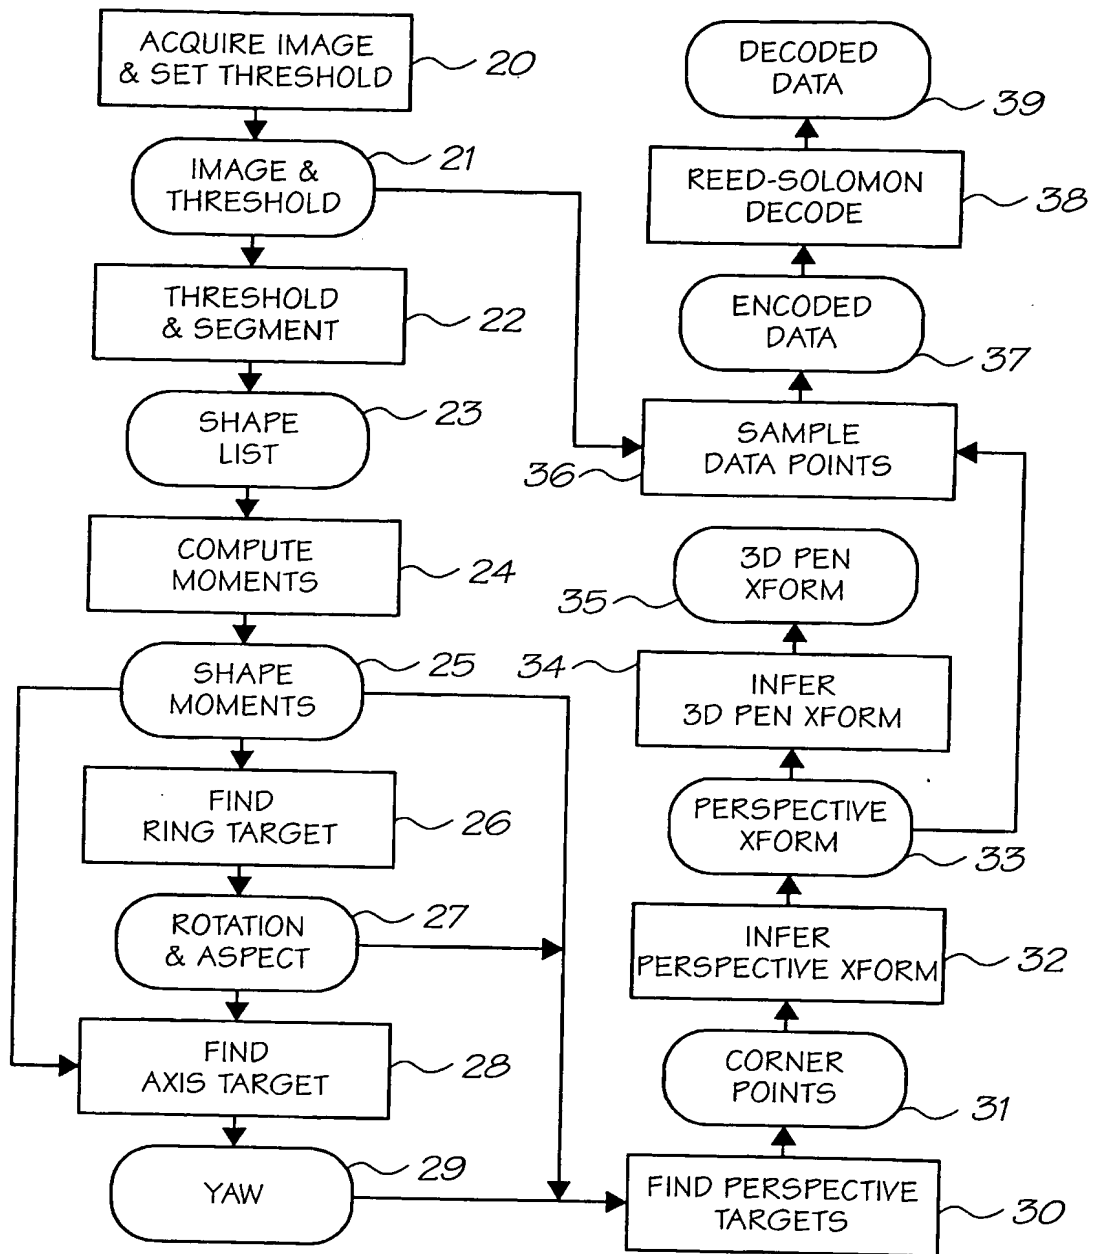 ACQUIRE IMAGE
& SET THRESHOLD
20
IMAGE &
THRESHOLD
21
THRESHOLD
& SEGMENT
22
SHAPE
LIST
23
COMPUTE
MOMENTS
24
SHAPE
MOMENTS
25
FIND
RING TARGET
26
ROTATION
& ASPECT
27
FIND
AXIS TARGET
28
YAW
29
DECODED
DATA
39
REED-SOLOMON
DECODE
38
ENCODED
DATA
37
SAMPLE
DATA POINTS
36
3D PEN
XFORM
35
34
INFER
3D PEN XFORM
PERSPECTIVE
XFORM
33
INFER
PERSPECTIVE XFORM
32
CORNER
POINTS
31
FIND PERSPECTIVE
TARGETS
30